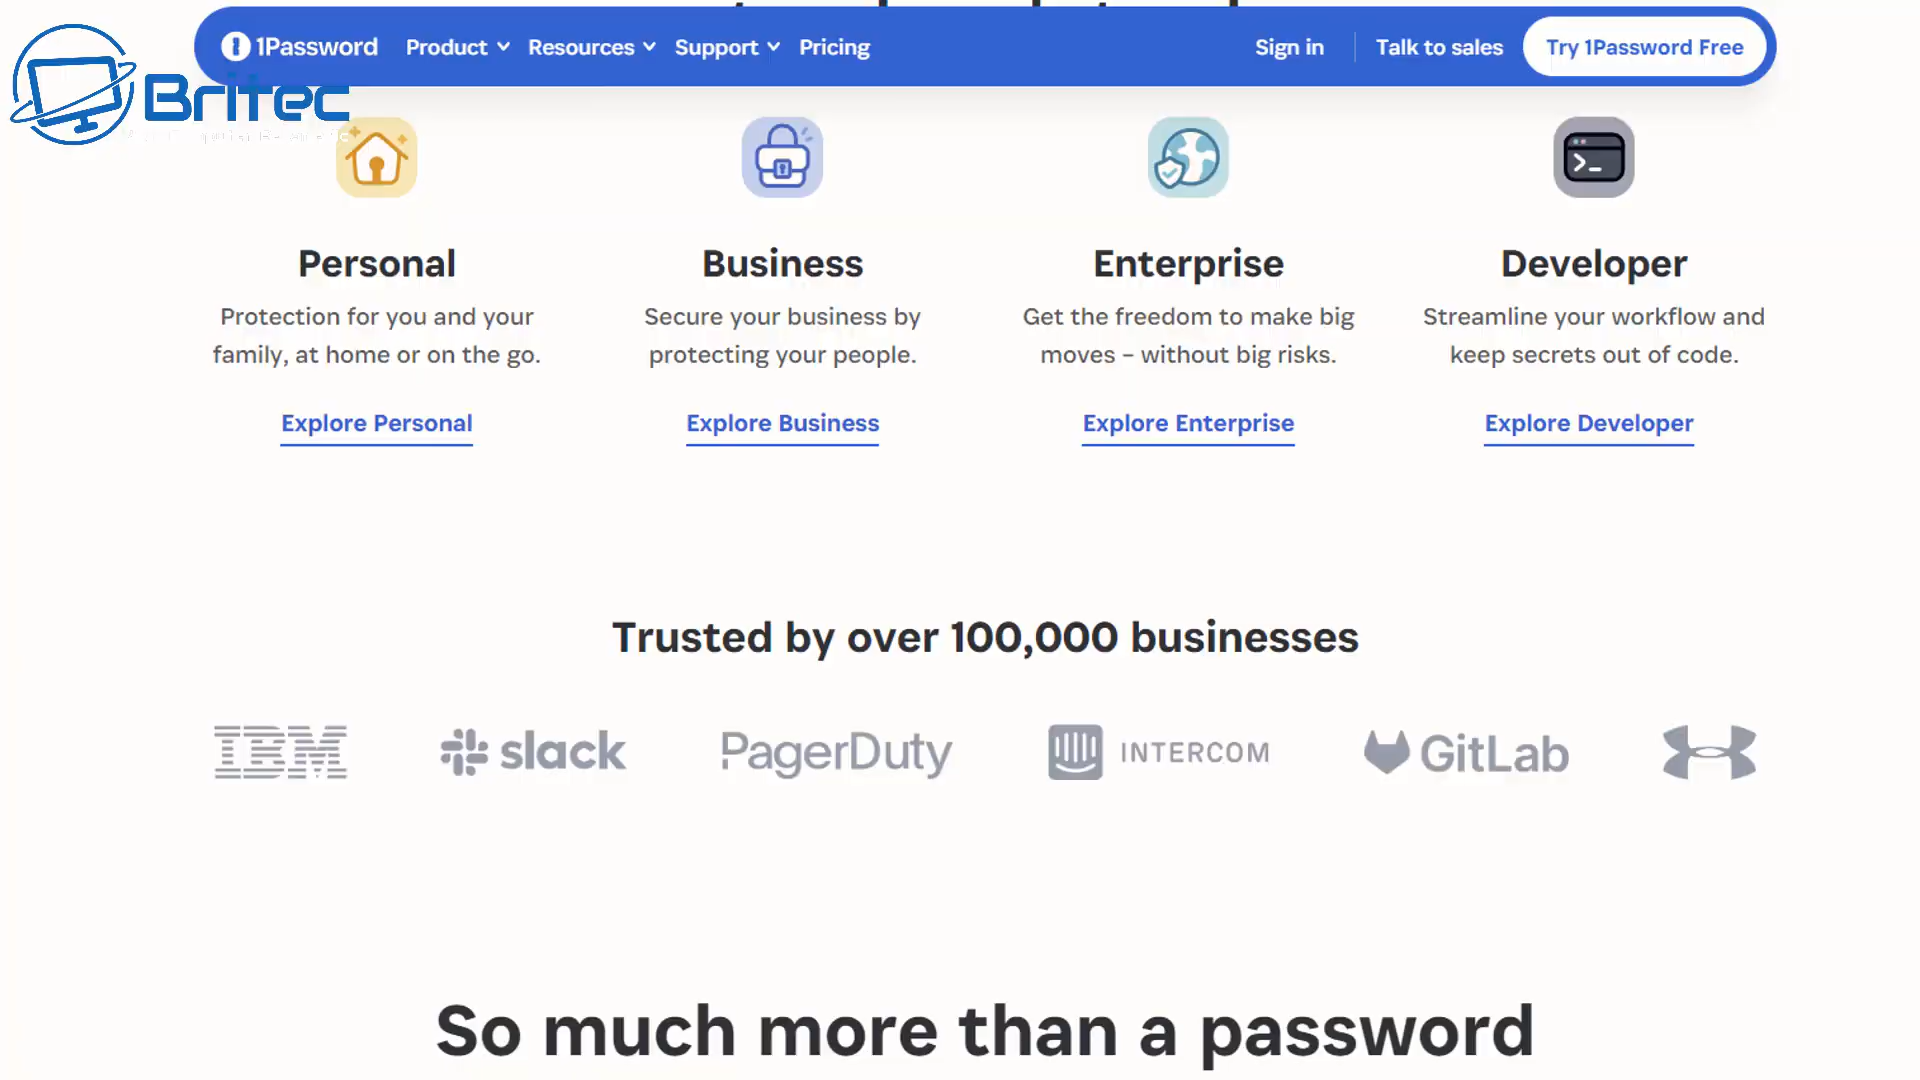 1Password Product Resources Support Pricing Sign in Talk to sales Try 1Password Free
Britec
Personal
Protection for you and your
family, at home or on the go.
Explore Personal
Business
Secure your business by
protecting your people.
Explore Business
Enterprise
Get the freedom to make big
moves – without big risks.
Explore Enterprise
Developer
Streamline your workflow and
keep secrets out of code.
Explore Developer
Trusted by over 100,000 businesses
IBM slack PagerDuty INTERCOM GitLab
So much more than a password